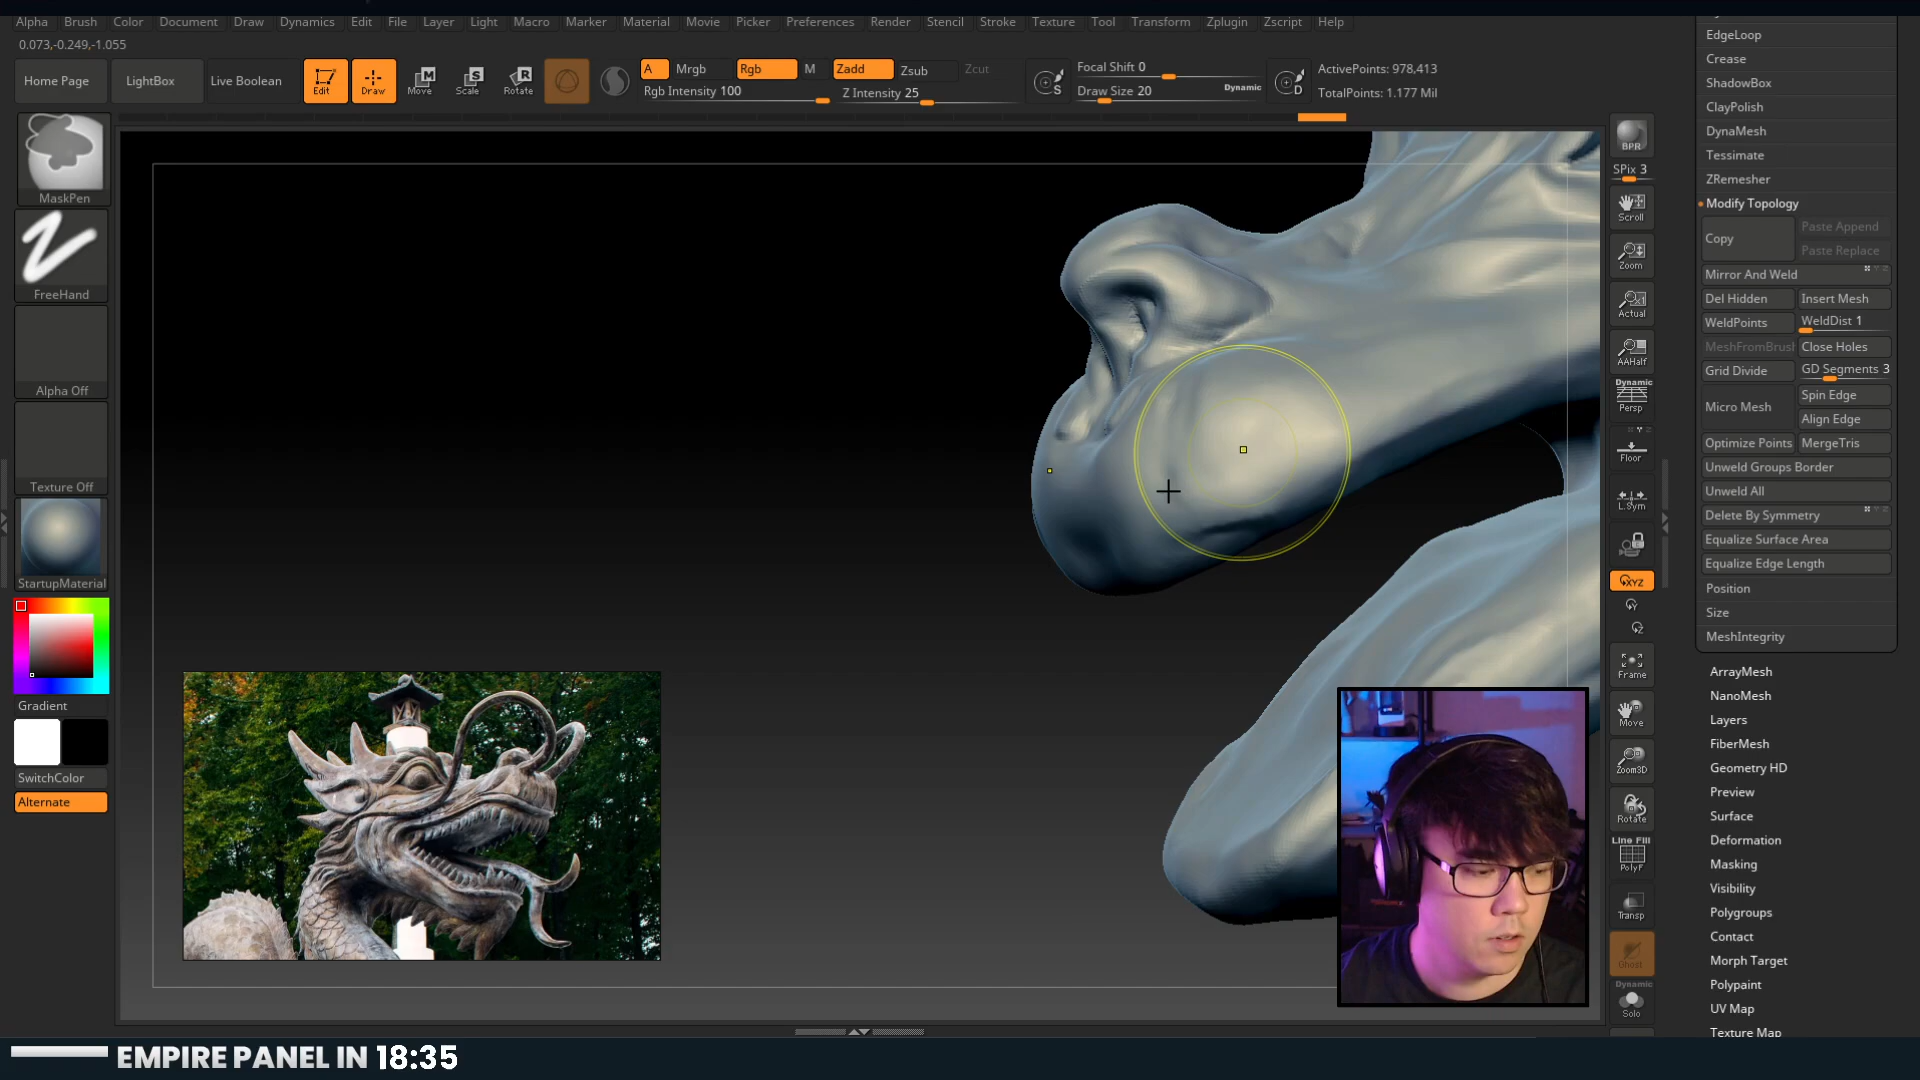 Alpha Brush Color Document Draw Dynamics Edit File Layer Light Macro Marker Material Movie Picker Preferences Render Stencil Stroke Texture Tool Transform Zplugin Zscript Help
0.073,-0.249,-1.055
Home Page LightBox Live Boolean Edit Draw Move Scale Rotate
A Mrgb Rgb M Zadd Zsub Zcut
Rgb Intensity 100 Z Intensity 25
Focal Shift 0
Draw Size 20 Dynamic
ActivePoints: 978,413
TotalPoints: 1.177 Mil
MaskPen
FreeHand
Alpha Off
Texture Off
StartupMaterial
Gradient
SwitchColor
Alternate
BPR
SPix 3
Scroll
Zoom
Actual
AAHalf
Dynamic
Persp
Floor
L.Sym
XYZ
Y
Z
Frame
Move
Zoom3D
Rotate
Line Fill
PolyF
Transp
Ghost
Dynamic
Solo
EdgeLoop
Crease
ShadowBox
ClayPolish
DynaMesh
Tessimate
ZRemesher
Modify Topology
Copy Paste Append
Paste Replace
Mirror And Weld
Del Hidden Insert Mesh
WeldPoints WeldDist 1
MeshFromBrush Close Holes
Grid Divide GD Segments 3
Micro Mesh Spin Edge
Align Edge
Optimize Points MergeTris
Unweld Groups Border
Unweld All
Delete By Symmetry
Equalize Surface Area
Equalize Edge Length
Position
Size
MeshIntegrity
ArrayMesh
NanoMesh
Layers
FiberMesh
Geometry HD
Preview
Surface
Deformation
Masking
Visibility
Polygroups
Contact
Morph Target
Polypaint
UV Map
Texture Map
EMPIRE PANEL IN 18:35